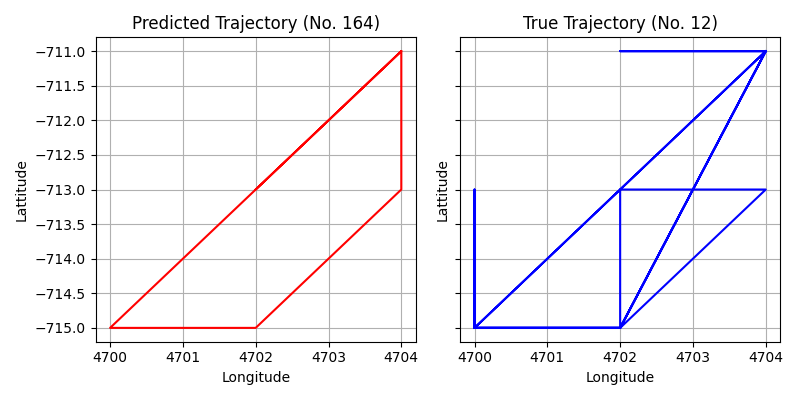 Predicted Trajectory (No. 164)
Lattitude
−711.0
−711.5
−712.0
−712.5
−713.0
−713.5
−714.0
−714.5
−715.0
4700 4701 4702 4703 4704
Longitude
True Trajectory (No. 12)
Lattitude
4700 4701 4702 4703 4704
Longitude